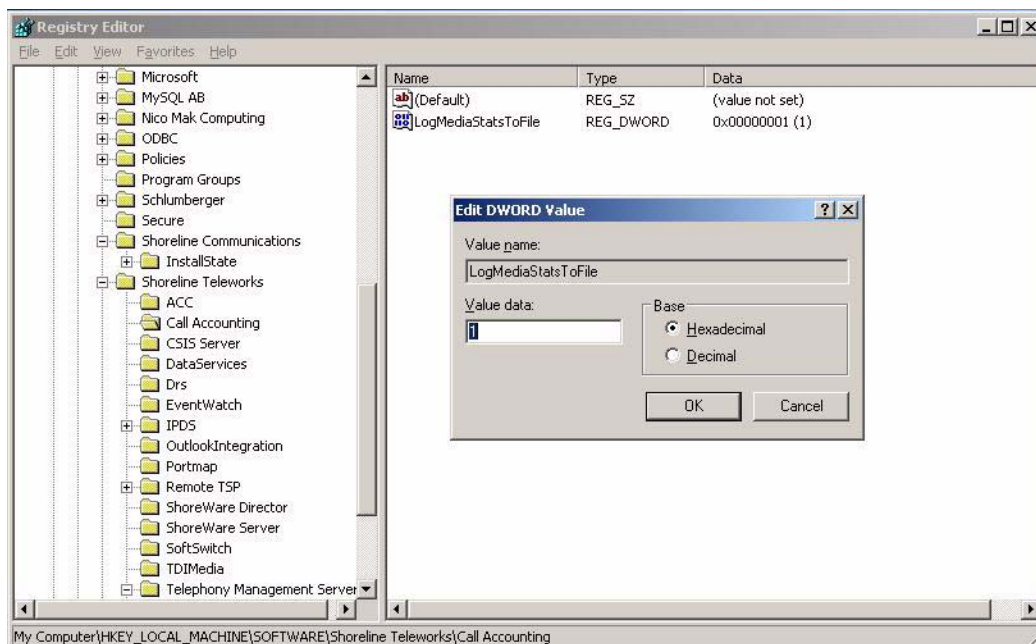 Registry Editor
File Edit View Favorites Help
Microsoft
MySQL AB
Nico Mak Computing
ODBC
Policies
Program Groups
Schlumberger
Secure
Shoreline Communications
InstallState
Shoreline Teleworks
ACC
Call Accounting
CSIS Server
DataServices
Drs
EventWatch
IPDS
OutlookIntegration
Portmap
Remote TSP
ShoreWare Director
ShoreWare Server
SoftSwitch
TDIMedia
Telephony Management Server
Name Type Data
(Default) REG_SZ (value not set)
LogMediaStatsToFile REG_DWORD 0x00000001 (1)
Edit DWORD Value
Value name:
LogMediaStatsToFile
Value data:
1
Base
Hexadecimal
Decimal
OK Cancel
My Computer\HKEY_LOCAL_MACHINE\SOFTWARE\Shoreline Teleworks\Call Accounting